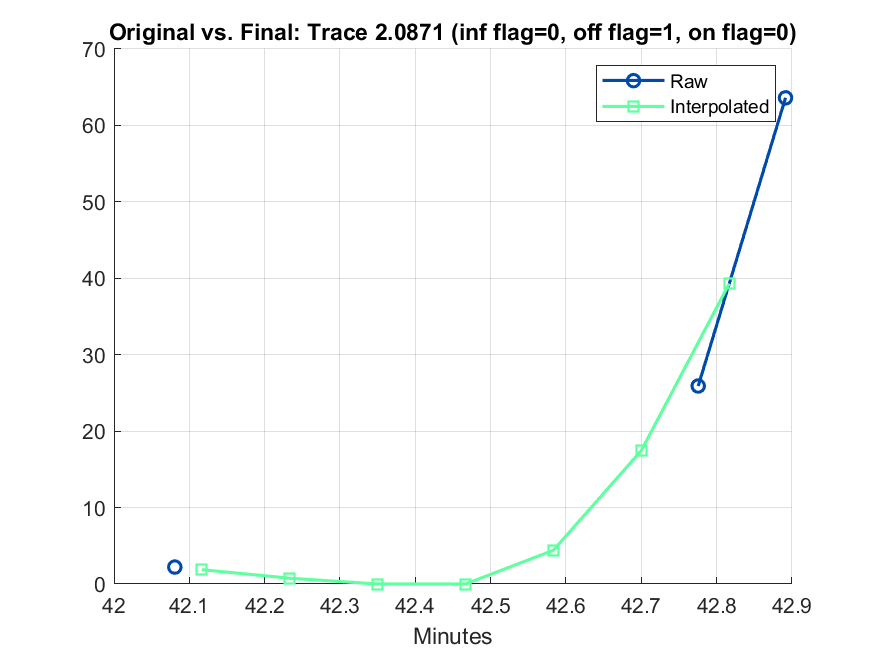 Original vs. Final: Trace 2.0871 (inf flag=0, off flag=1, on flag=0)
Raw
Interpolated
70
60
50
40
30
20
10
0
42 42.1 42.2 42.3 42.4 42.5 42.6 42.7 42.8 42.9
Minutes